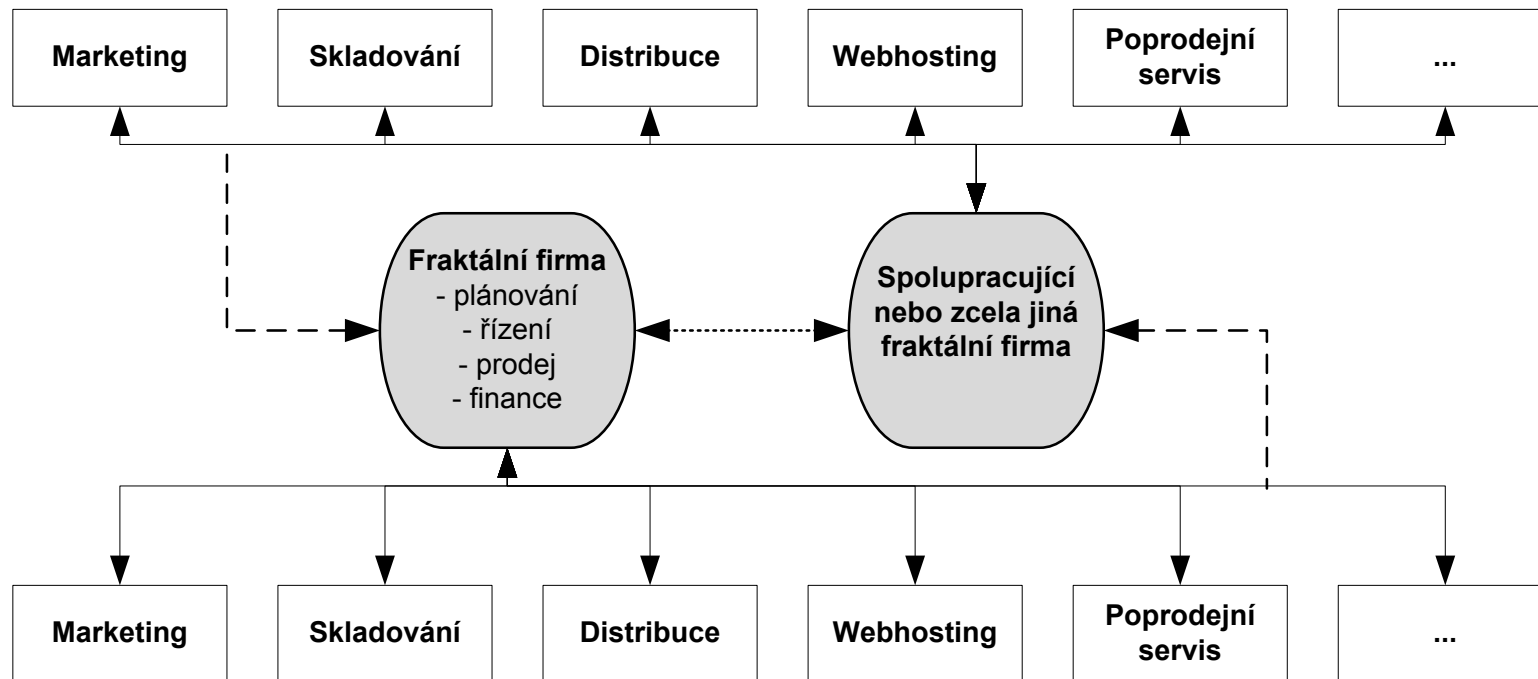 Marketing
Skladování
Distribuce
Webhosting
Poprodejní
servis
...
Fraktální firma
- plánování
- řízení
- prodej
- finance
Spolupracující
nebo zcela jiná
fraktální firma
Marketing
Skladování
Distribuce
Webhosting
Poprodejní
servis
...